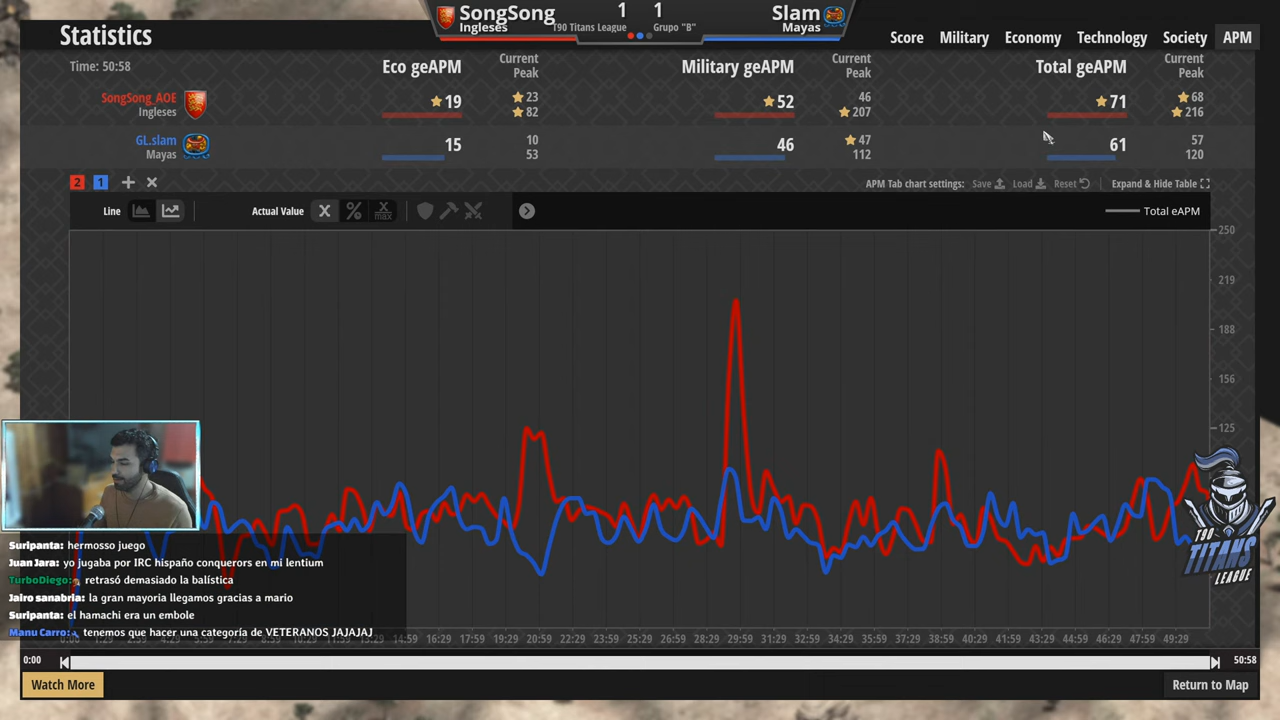 SongSong 1 1 Slam
Ingleses T90 Titans League Grupo "B" Mayas
Statistics
Score Military Economy Technology Society APM
Time: 50:58
Eco geAPM Current Peak Military geAPM Current Peak Total geAPM Current Peak
SongSong_AOE 19 23 52 46 71 68
Ingleses 82 207 216
GL.slam 15 10 46 47 61 57
Mayas 53 112 120
2 1 + X APM Tab chart settings: Save Load Reset Expand & Hide Table
Line Actual Value X % X max Total eAPM
250
219
188
156
125
T90
TITANS
LEAGUE
Suripanta: hermosso juego
Juan Jara: yo jugaba por IRC hispaño conquerors en mi lentium
TurboDiego: retrasó demasiado la balística
Jairo sanabria: la gran mayoria llegamos gracias a mario
Suripanta: el hamachi era un embole
Manu Carro: tenemos que hacer una categoría de VETERANOS JAJAJAJ
0:00 1:29 14:59 16:29 17:59 19:29 20:59 22:29 23:59 25:29 26:59 28:29 29:59 31:29 32:59 34:29 35:59 37:29 38:59 40:29 41:59 43:29 44:59 46:29 47:59 49:29
0:00 50:58
Watch More Return to Map